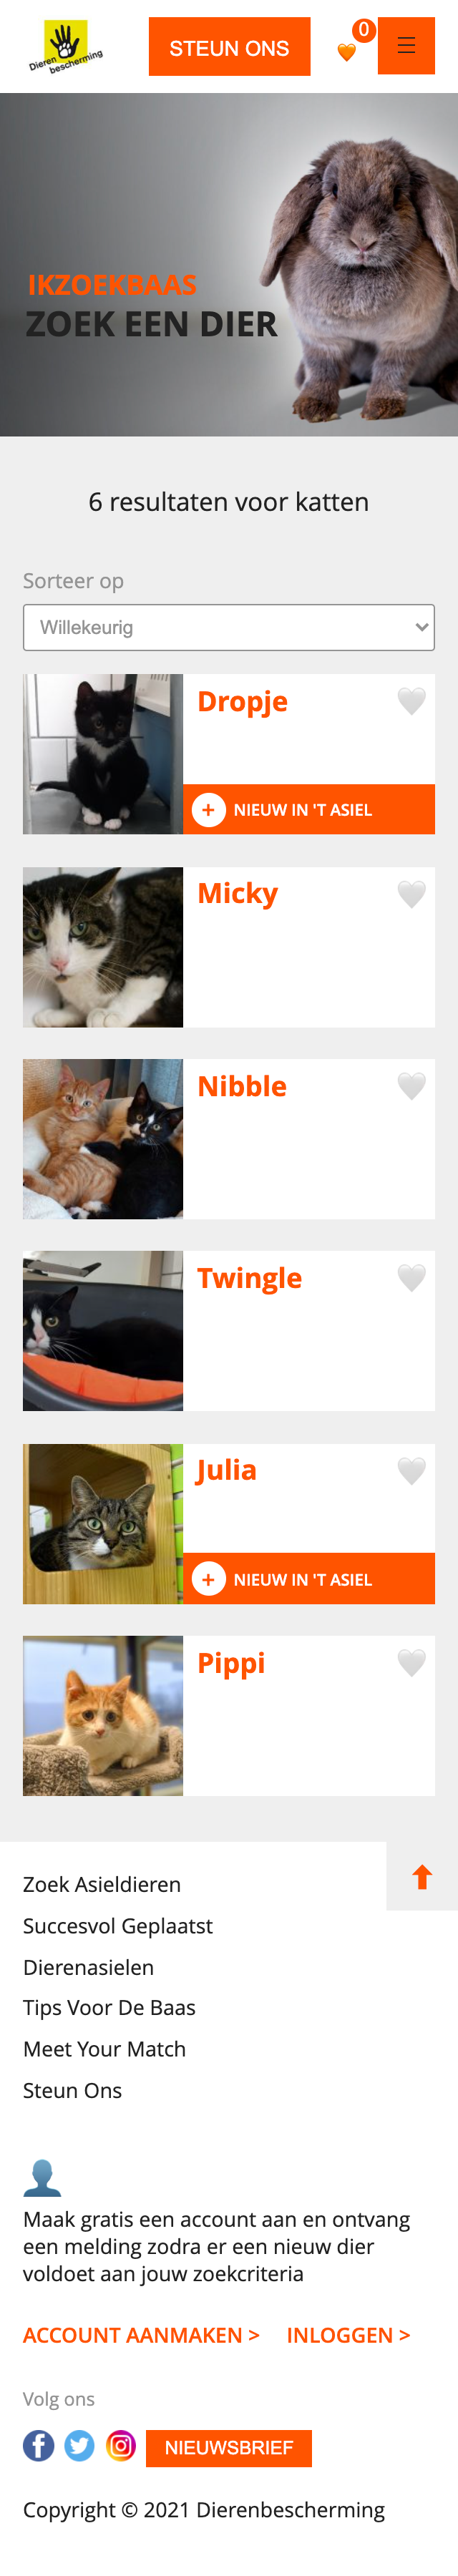 Dieren
bescherming
STEUN ONS
0
IKZOEKBAAS
ZOEK EEN DIER
6 resultaten voor katten
Sorteer op
Willekeurig
Dropje
+ NIEUW IN 'T ASIEL
Micky
Nibble
Twingle
Julia
+ NIEUW IN 'T ASIEL
Pippi
Zoek Asieldieren
Succesvol Geplaatst
Dierenasielen
Tips Voor De Baas
Meet Your Match
Steun Ons
Maak gratis een account aan en ontvang
een melding zodra er een nieuw dier
voldoet aan jouw zoekcriteria
ACCOUNT AANMAKEN > INLOGGEN >
Volg ons
NIEUWSBRIEF
Copyright © 2021 Dierenbescherming